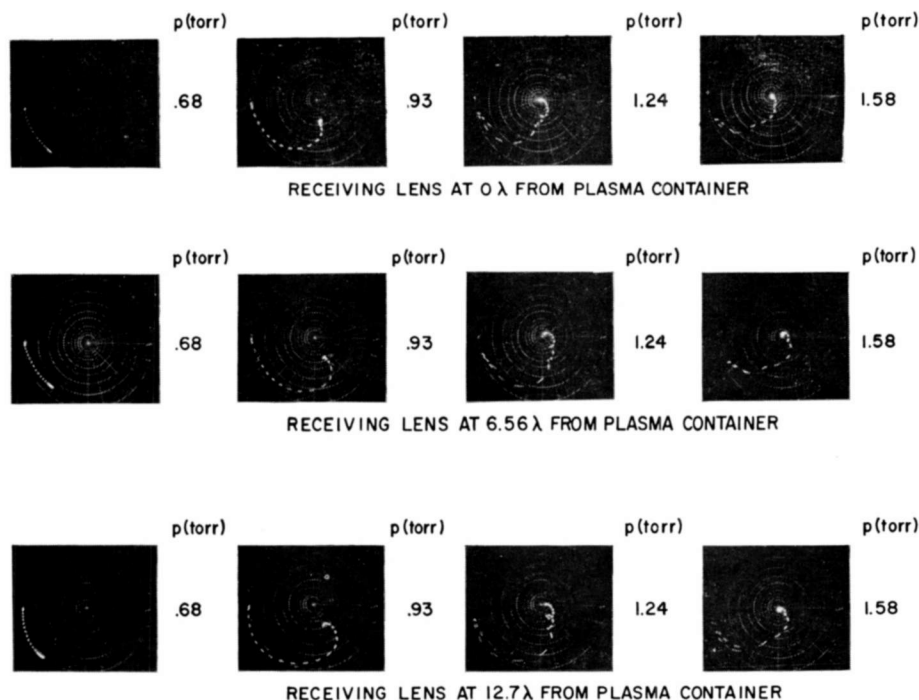 p(torr) p(torr) p(torr) p(torr)
.68 .93 1.24 1.58
RECEIVING LENS AT 0 λ FROM PLASMA CONTAINER
p(torr) p(torr) p(torr) p(torr)
.68 .93 1.24 1.58
RECEIVING LENS AT 6.56 λ FROM PLASMA CONTAINER
p(torr) p(torr) p(torr) p(torr)
.68 .93 1.24 1.58
RECEIVING LENS AT 12.7 λ FROM PLASMA CONTAINER